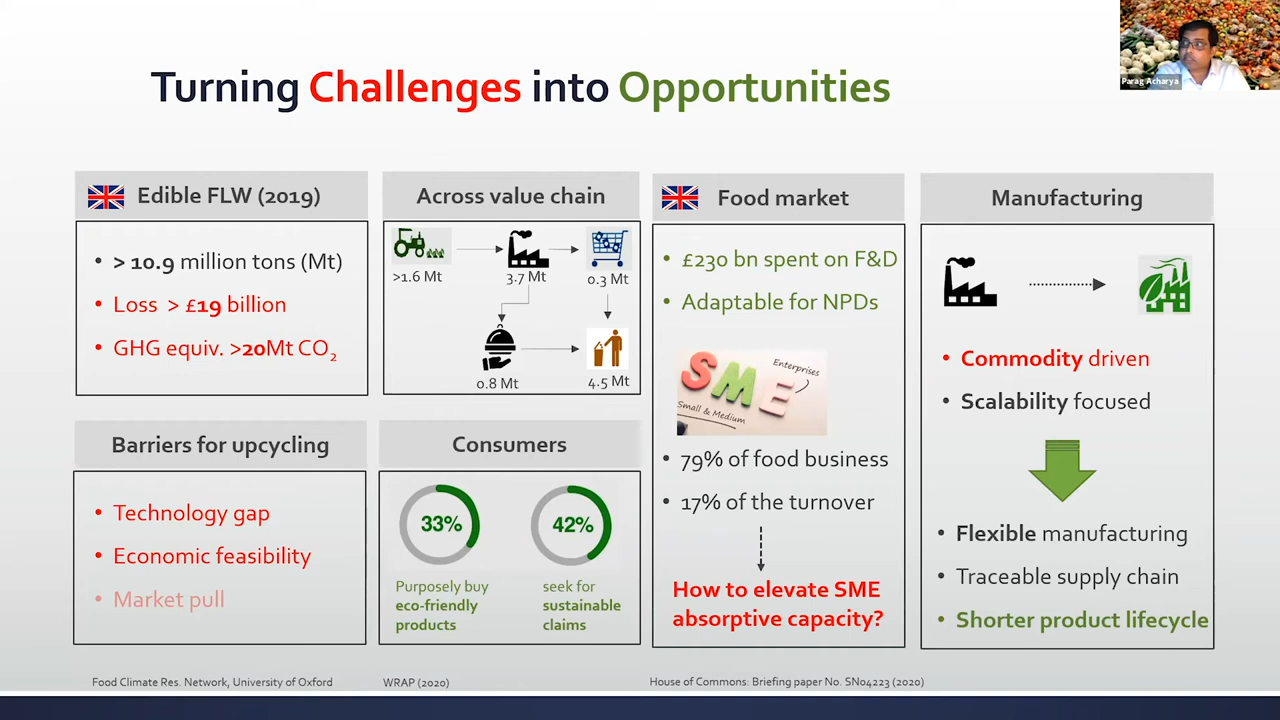 Turning Challenges into Opportunities
Parag Acharya
Edible FLW (2019)
• > 10.9 million tons (Mt)
• Loss > £19 billion
• GHG equiv. >20Mt CO₂
Across value chain
>1.6 Mt
3.7 Mt
0.3 Mt
0.8 Mt
4.5 Mt
Food market
• £230 bn spent on F&D
• Adaptable for NPDs
SME
Enterprises
Small & Medium
• 79% of food business
• 17% of the turnover
How to elevate SME
absorptive capacity?
Manufacturing
• Commodity driven
• Scalability focused
• Flexible manufacturing
• Traceable supply chain
• Shorter product lifecycle
Barriers for upcycling
• Technology gap
• Economic feasibility
• Market pull
Consumers
33%
42%
Purposely buy
eco-friendly
products
seek for
sustainable
claims
Food Climate Res. Network, University of Oxford
WRAP (2020)
House of Commons: Briefing paper No. SN04223 (2020)